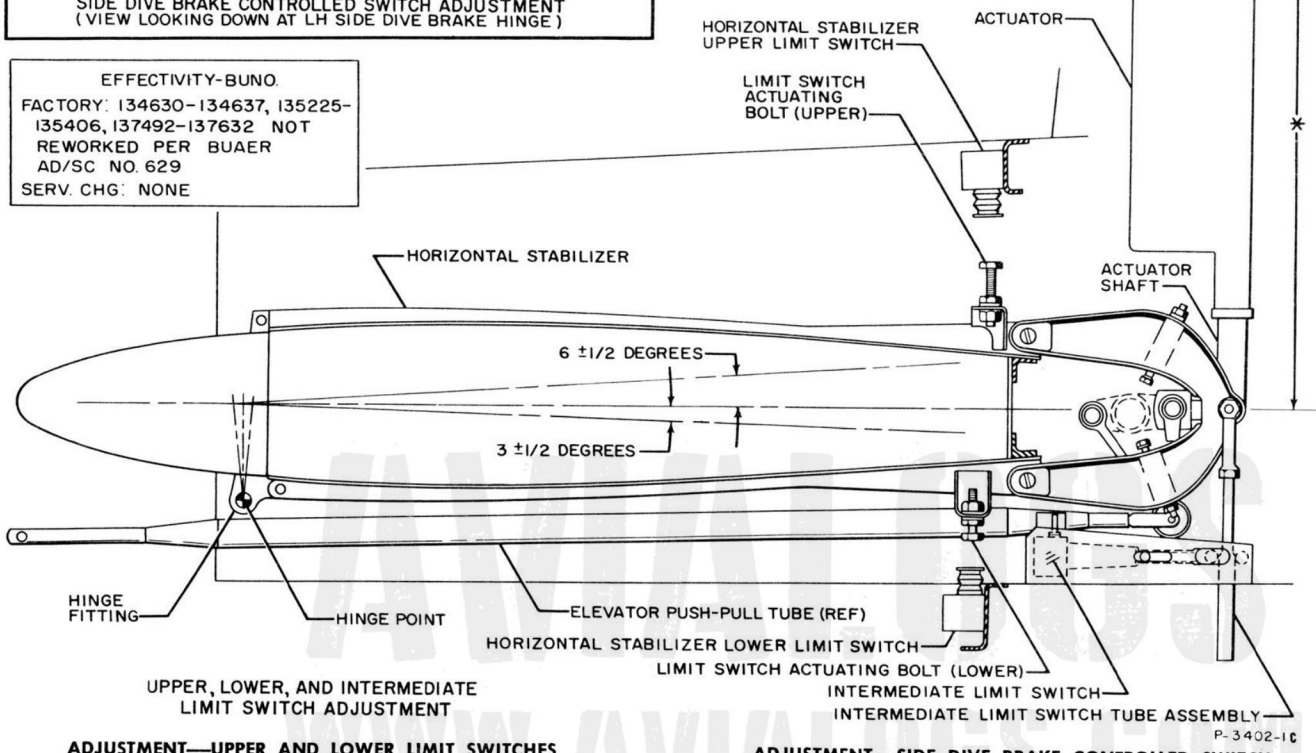 SIDE DIVE BRAKE CONTROLLED SWITCH ADJUSTMENT
(VIEW LOOKING DOWN AT LH SIDE DIVE BRAKE HINGE)
EFFECTIVITY-BUNO.
FACTORY: 134630-134637, 135225-
135406, 137492-137632 NOT
REWORKED PER BUAER
AD/SC NO. 629
SERV. CHG: NONE
HORIZONTAL STABILIZER
UPPER LIMIT SWITCH
ACTUATOR
LIMIT SWITCH
ACTUATING
BOLT (UPPER)
*
HORIZONTAL STABILIZER
ACTUATOR
SHAFT
6 ±1/2 DEGREES
3 ±1/2 DEGREES
HINGE
FITTING
HINGE POINT
ELEVATOR PUSH-PULL TUBE (REF)
HORIZONTAL STABILIZER LOWER LIMIT SWITCH
LIMIT SWITCH ACTUATING BOLT (LOWER)
INTERMEDIATE LIMIT SWITCH
INTERMEDIATE LIMIT SWITCH TUBE ASSEMBLY
UPPER, LOWER, AND INTERMEDIATE
LIMIT SWITCH ADJUSTMENT
P-3402-1C
ADJUSTMENT—UPPER AND LOWER LIMIT SWITCHES
ADJUSTMENT—SIDE DIVE BRAKE CONTROLLED SWITCH
AVIALOGS